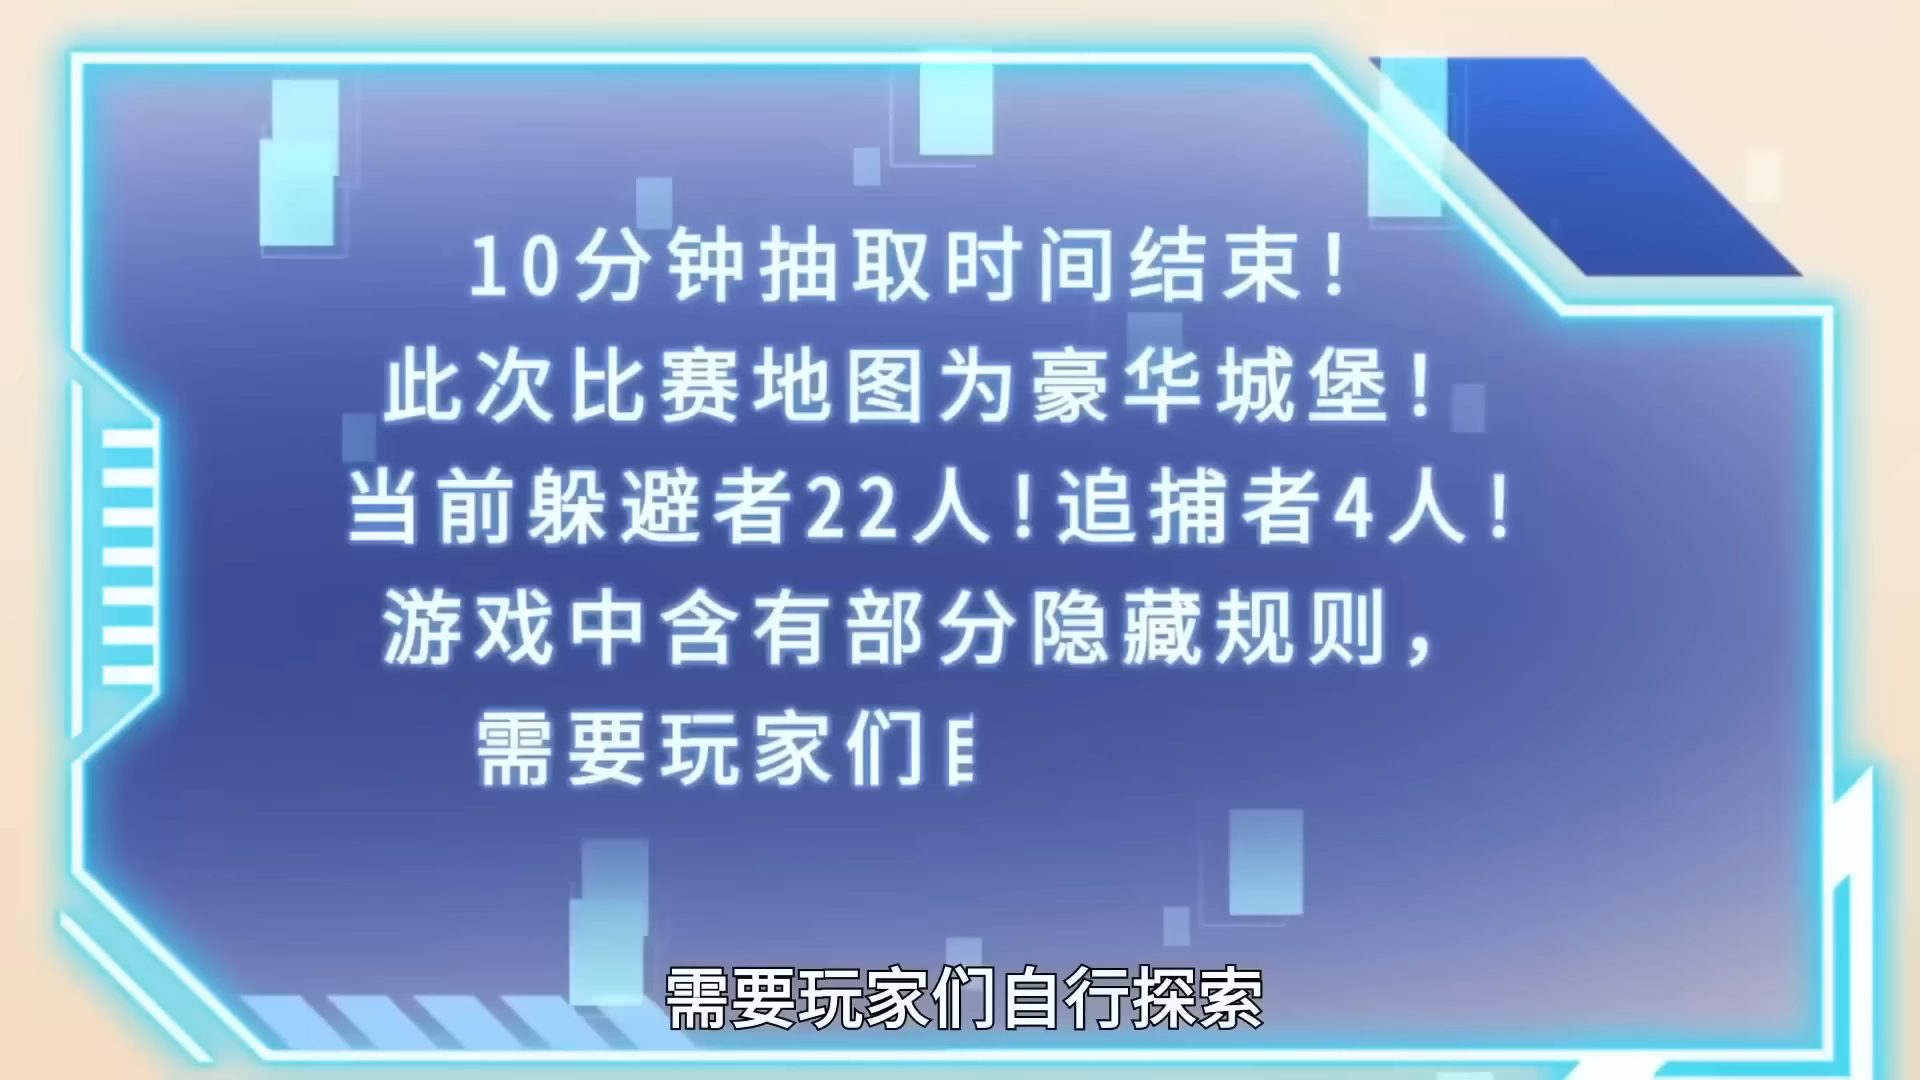 10分钟抽取时间结束！
此次比赛地图为豪华城堡！
当前躲避者22人！追捕者4人！
游戏中含有部分隐藏规则，
需要玩家们
需要玩家们自行探索